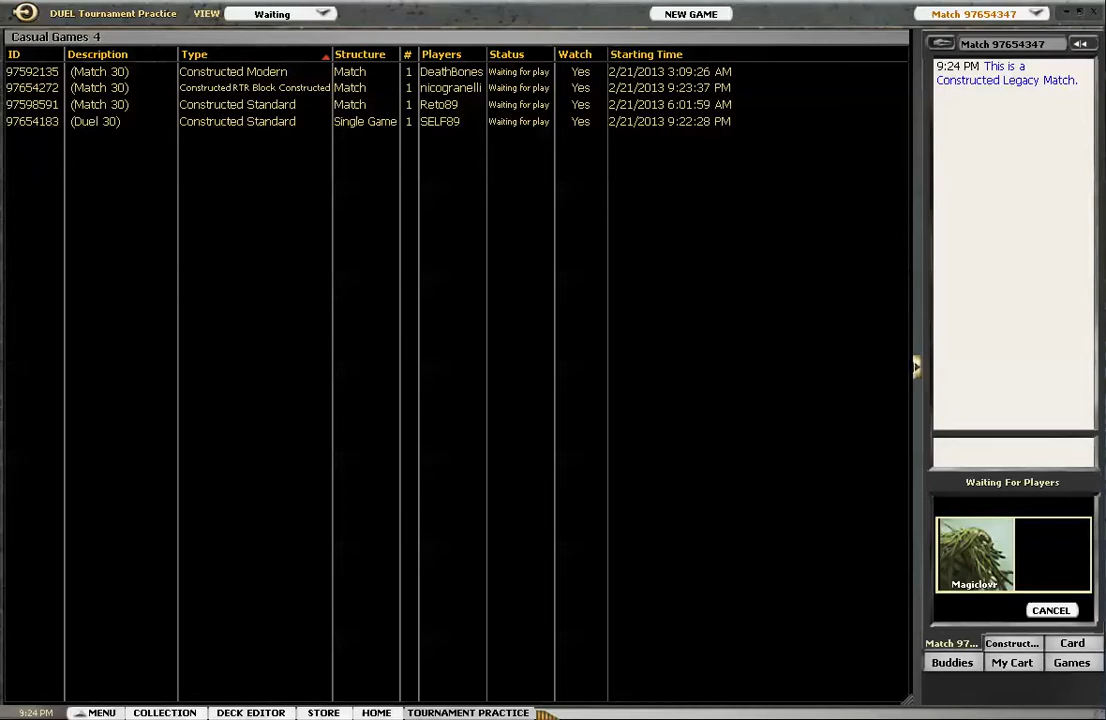 DUEL Tournament Practice VIEW Waiting NEW GAME Match 97654347
Casual Games 4
ID Description Type Structure # Players Status Watch Starting Time
97592135 (Match 30) Constructed Modern Match 1 DeathBones Waiting for play Yes 2/21/2013 3:09:26 AM
97654272 (Match 30) Constructed RTR Block Constructed Match 1 nicogranelli Waiting for play Yes 2/21/2013 9:23:37 PM
97598591 (Match 30) Constructed Standard Match 1 Reto89 Waiting for play Yes 2/21/2013 6:01:59 AM
97654183 (Duel 30) Constructed Standard Single Game 1 SELF89 Waiting for play Yes 2/21/2013 9:22:28 PM
Match 97654347
9:24 PM This is a
Constructed Legacy Match.
Waiting For Players
Magiclovr
CANCEL
Match 97... Construct... Card
Buddies My Cart Games
9:24 PM MENU COLLECTION DECK EDITOR STORE HOME TOURNAMENT PRACTICE